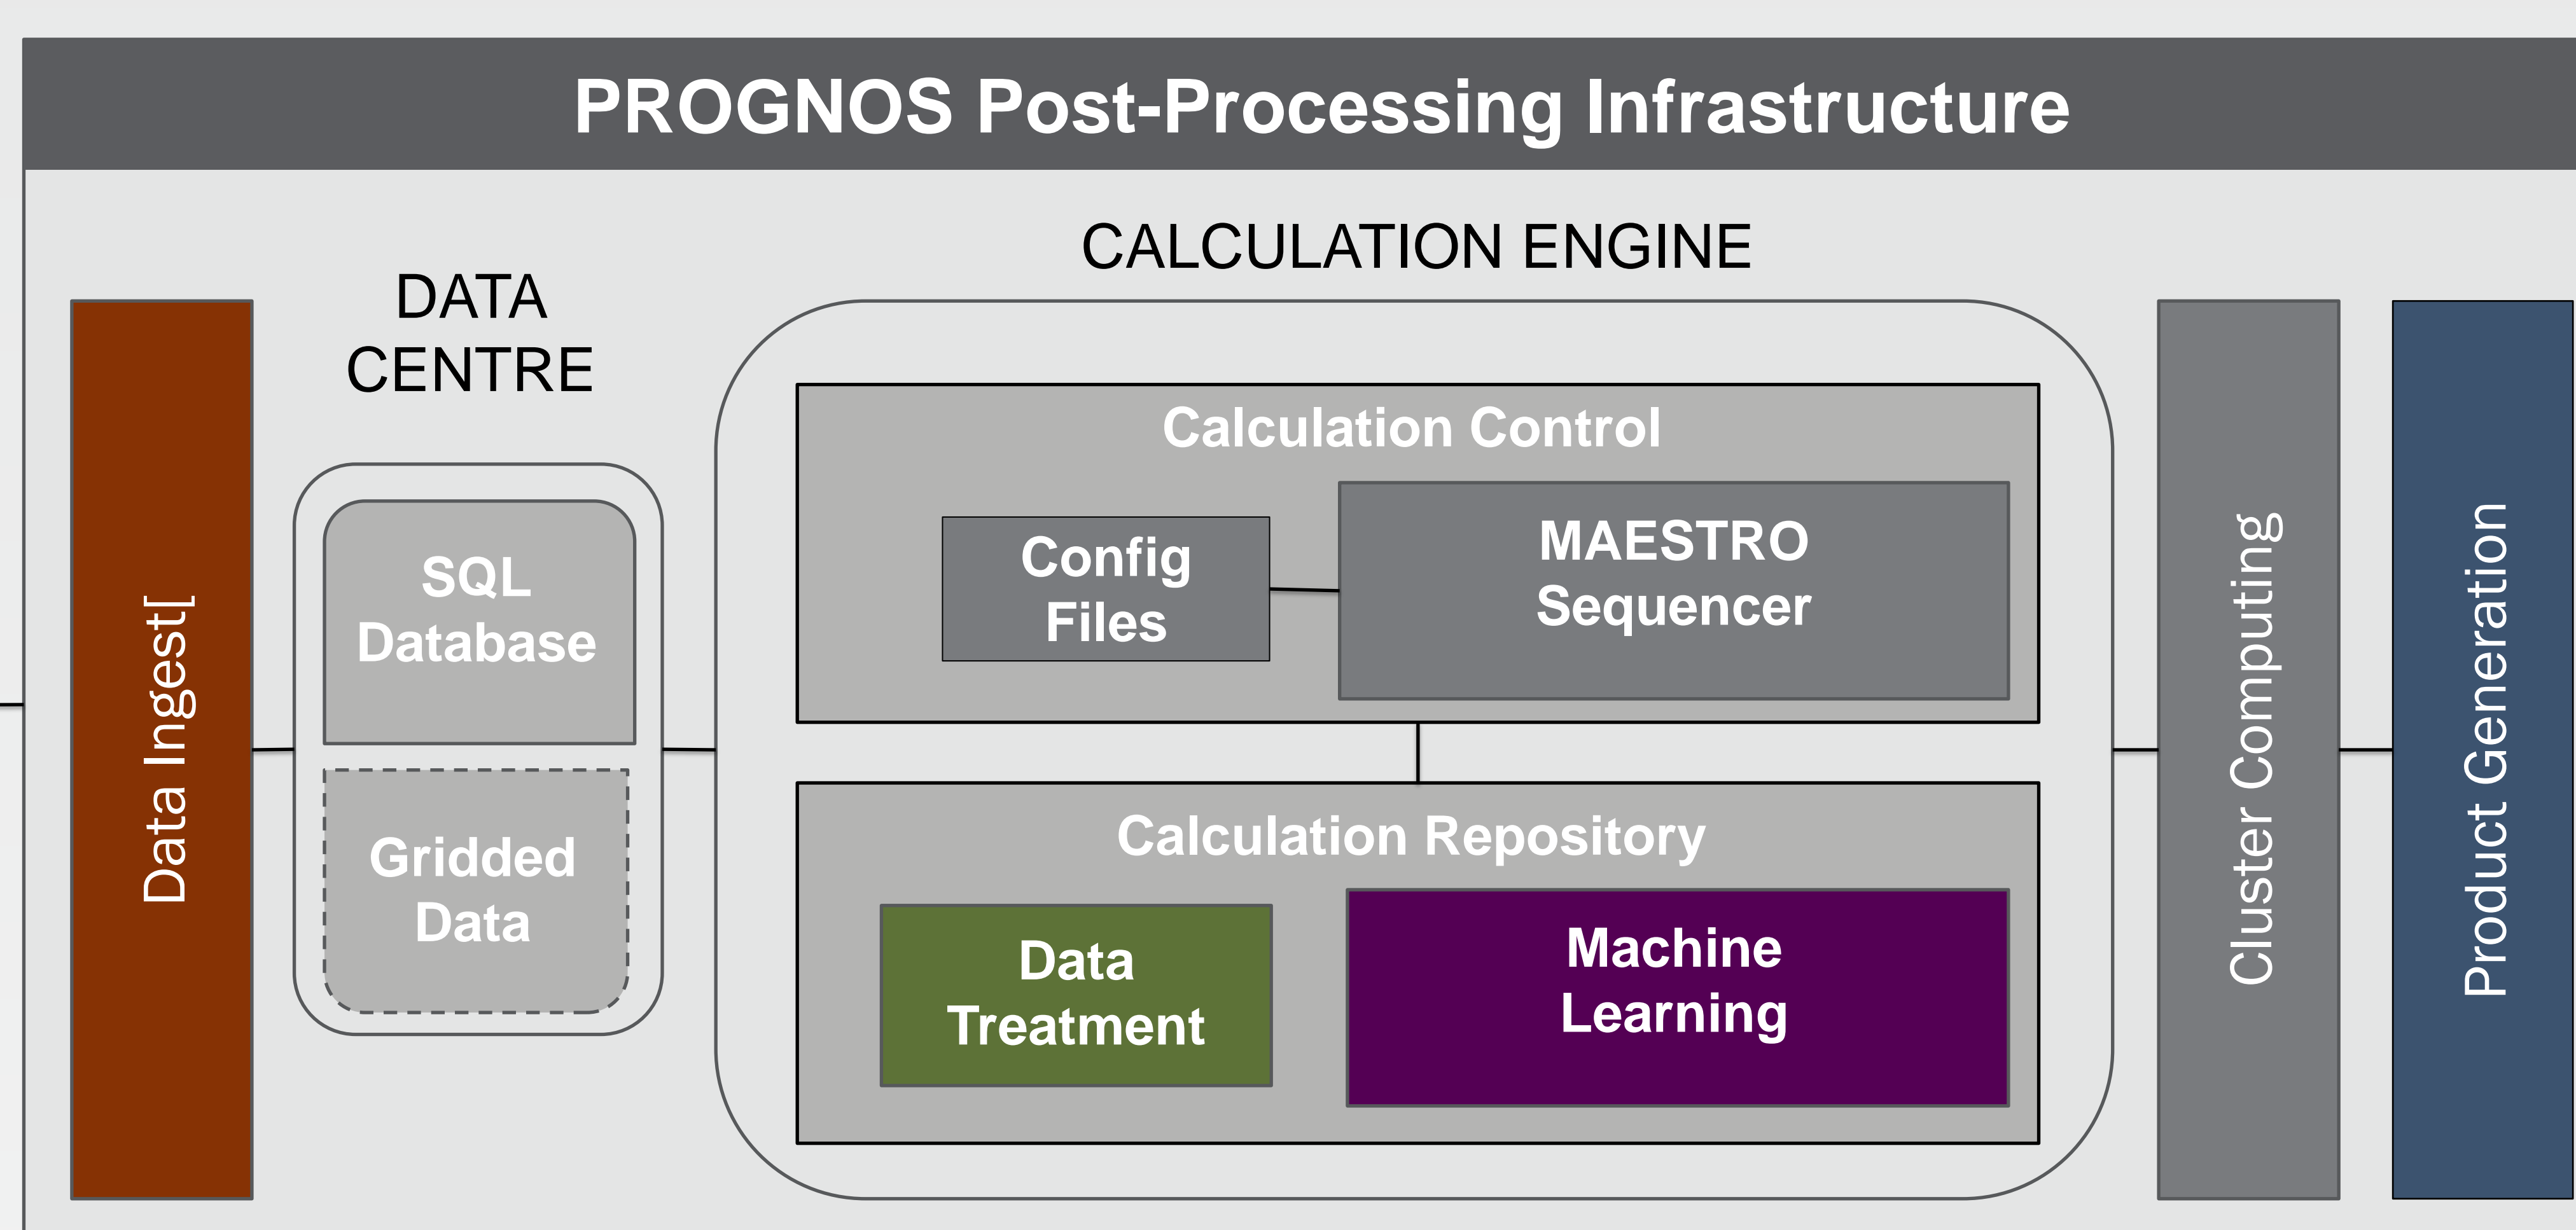 PROGNOS Post-Processing Infrastructure
CALCULATION ENGINE
DATA
CENTRE
Data Ingest[
SQL
Database
Gridded
Data
Calculation Control
Config
Files
MAESTRO
Sequencer
Calculation Repository
Data
Treatment
Machine
Learning
Cluster Computing
Product Generation